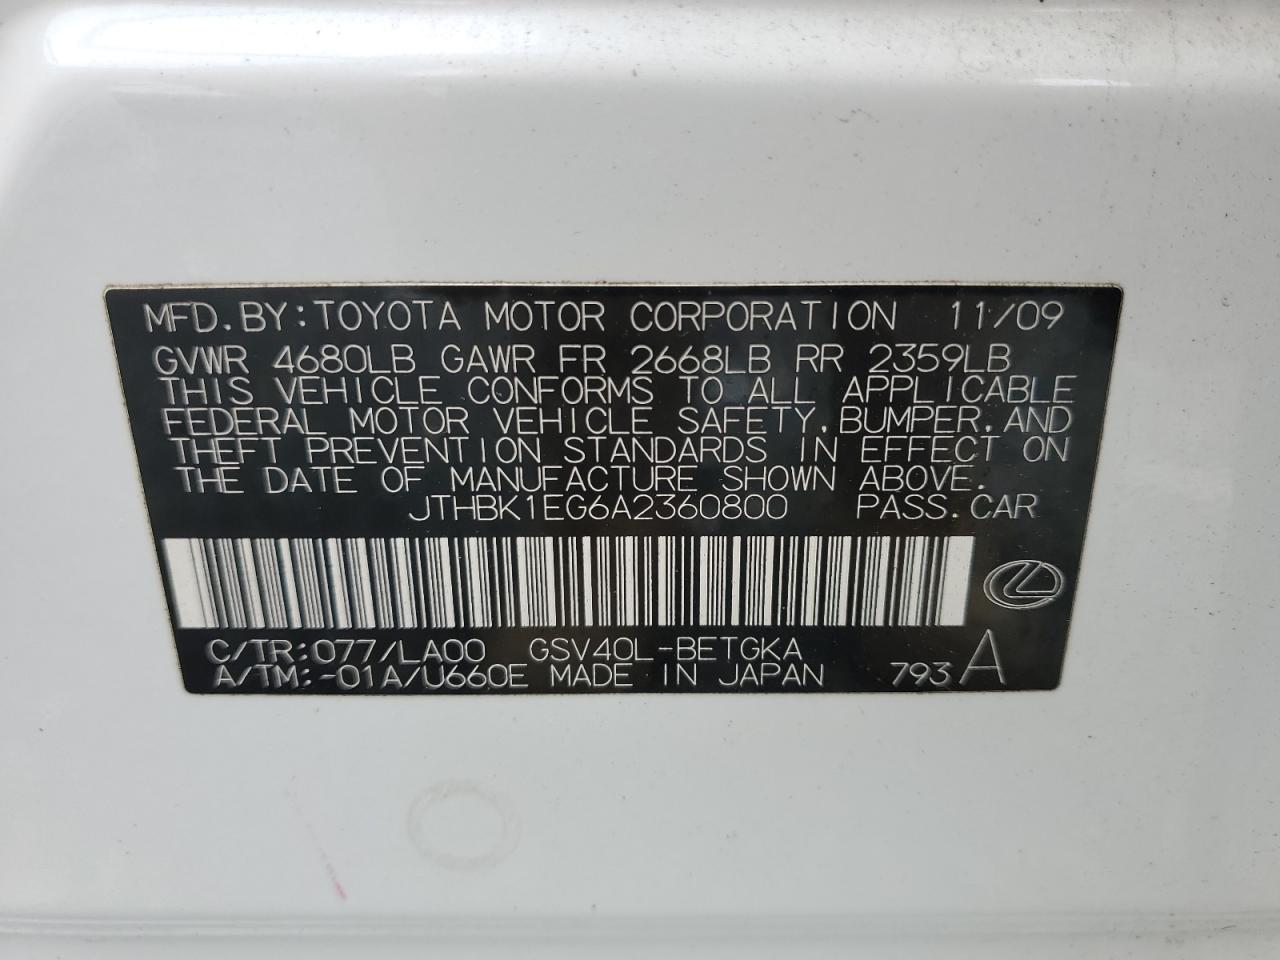 MFD.BY:TOYOTA MOTOR CORPORATION 11/09
GVWR 4680LB GAWR FR 2668LB RR 2359LB
THIS VEHICLE CONFORMS TO ALL APPLICABLE
FEDERAL MOTOR VEHICLE SAFETY, BUMPER, AND
THEFT PREVENTION STANDARDS IN EFFECT ON
THE DATE OF MANUFACTURE SHOWN ABOVE.
JTHBK1EG6A2360800 PASS.CAR
C/TR:077/LA00 GSV40L-BETGKA
A/TM:-01A/U660E MADE IN JAPAN 793 A